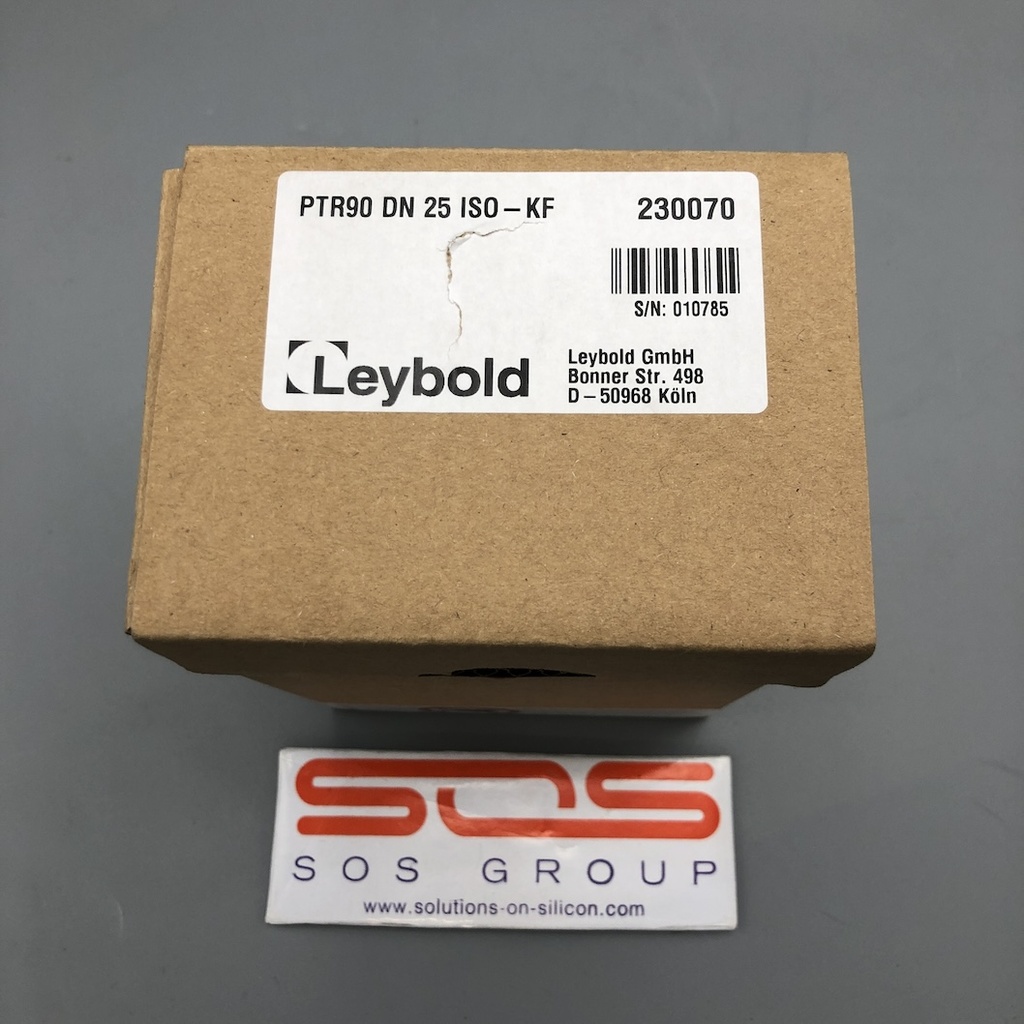 PTR90 DN 25 ISO – KF 230070
S/N: 010785
Leybold
Leybold GmbH
Bonner Str. 498
D – 50968 Köln
SOS
SOS GROUP
www.solutions-on-silicon.com